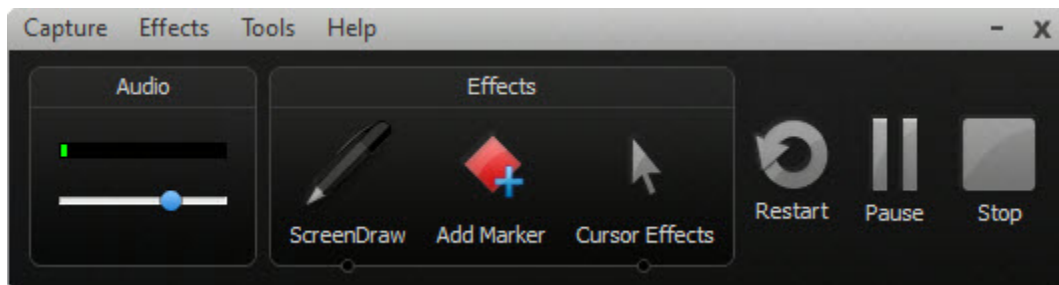 Capture Effects Tools Help
Audio
Effects
ScreenDraw Add Marker Cursor Effects
Restart Pause Stop